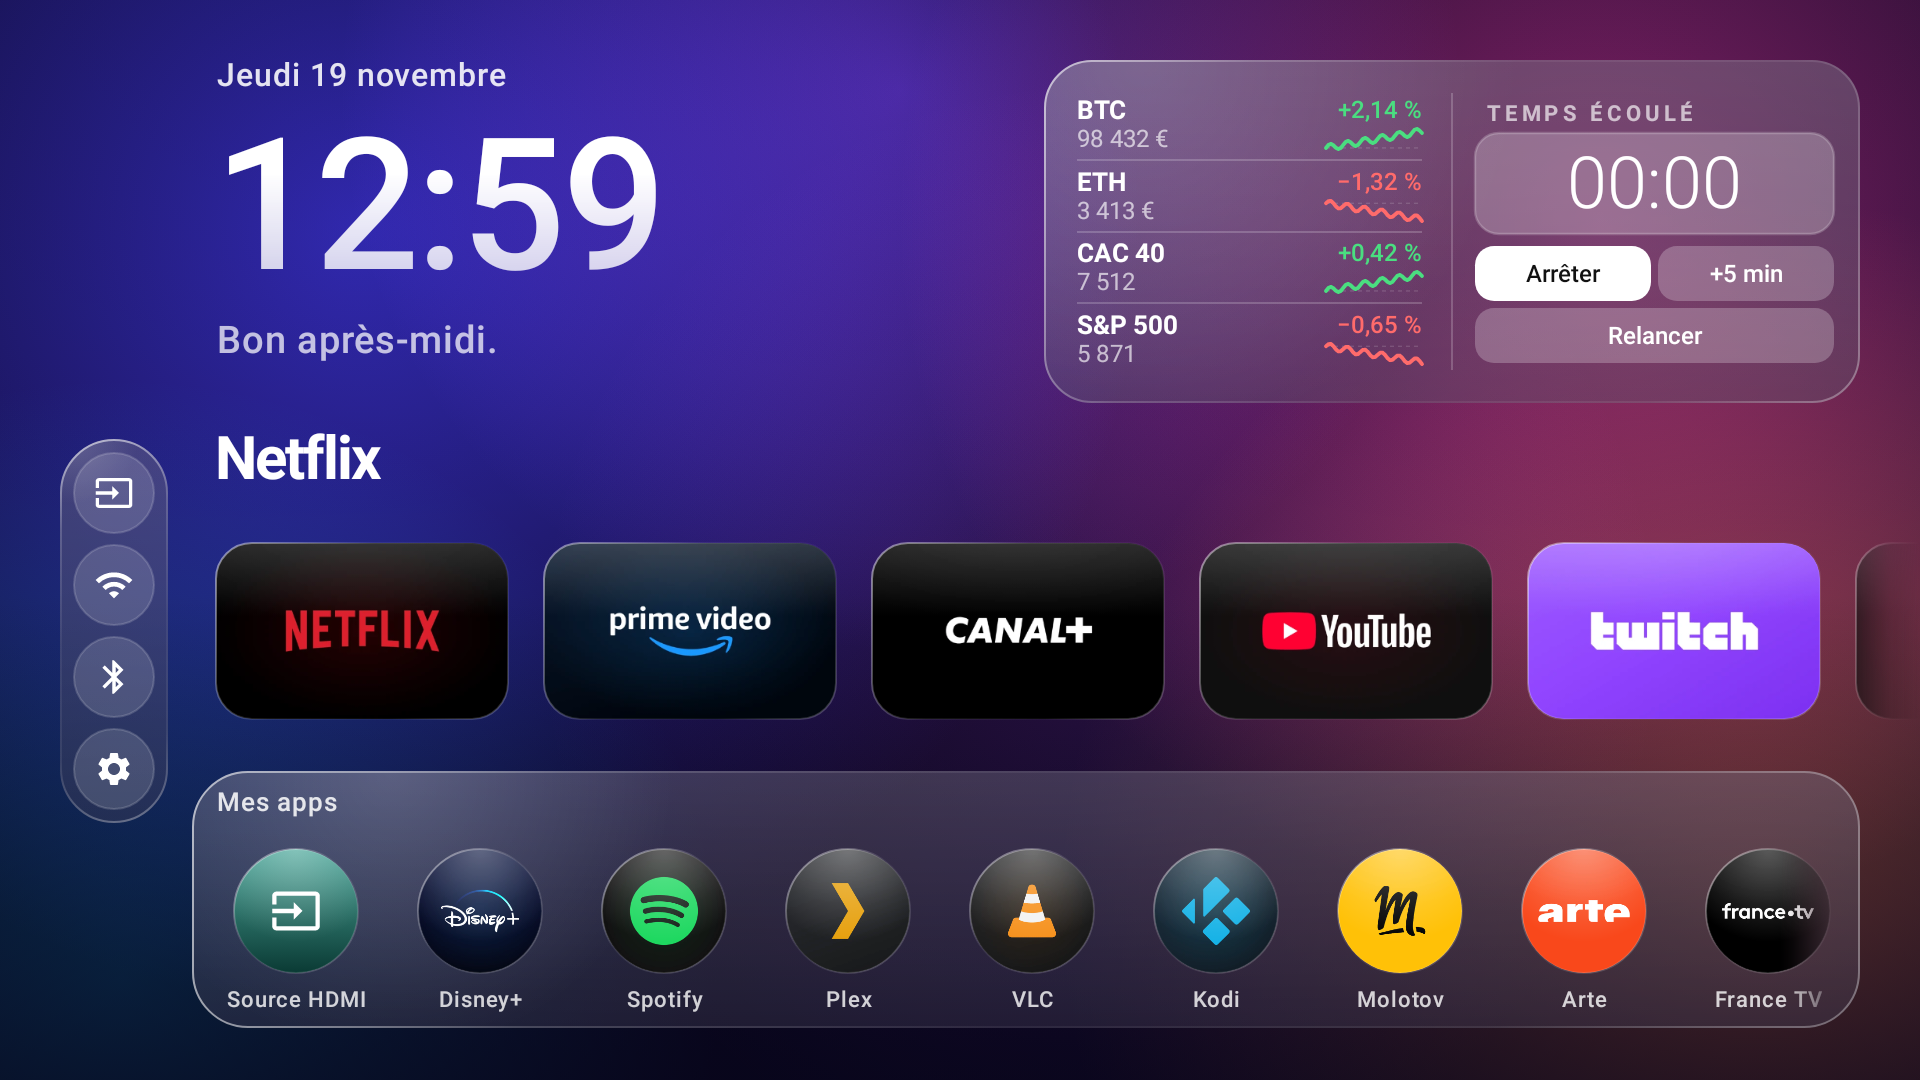 Jeudi 19 novembre
12:59
Bon après-midi.
BTC
+2,14 %
98 432 €
ETH
−1,32 %
3 413 €
CAC 40
+0,42 %
7 512
S&P 500
−0,65 %
5 871
TEMPS ÉCOULÉ
00:00
Arrêter
+5 min
Relancer
Netflix
NETFLIX
prime video
CANAL+
YouTube
twitch
Mes apps
Disney+
M.
arte
france•tv
Source HDMI
Disney+
Spotify
Plex
VLC
Kodi
Molotov
Arte
France TV